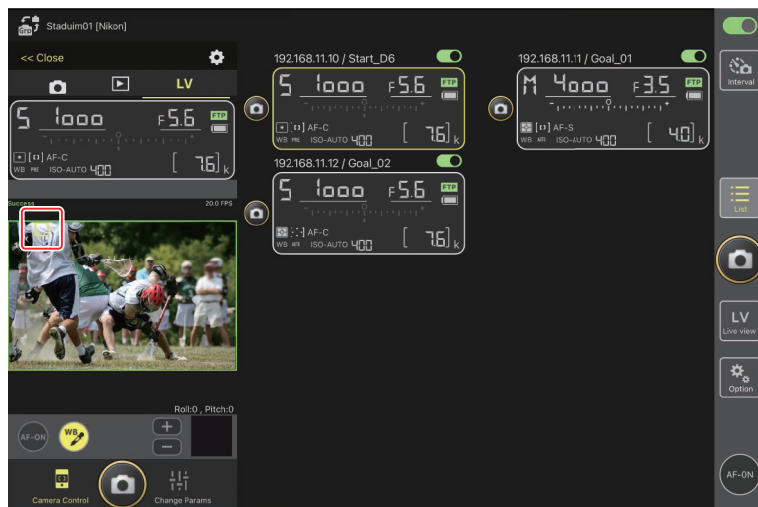 Grp Staduim01 [Nikon]
<< Close
LV
S 1000 F5.6 FTP
- +
[ ] AF-C
WB PRE ISO-AUTO 400 [ 7.6] k
Success 20.0 FPS
Roll:0 , Pitch:0
AF-ON WB + −
Camera Control Change Params
192.168.11.10 / Start_D6
S 1000 F5.6 FTP
- +
[ ] AF-C
WB PRE ISO-AUTO 400 [ 7.6] k
192.168.11.11 / Goal_01
M 4000 F3.5 FTP
- +
[ ] AF-S
WB ISO-AUTO 400 [ 4.0] k
192.168.11.12 / Goal_02
S 1000 F5.6 FTP
- +
AF-C
WB ISO-AUTO 400 [ 7.6] k
Interval
List
LV
Live view
Option
AF-ON